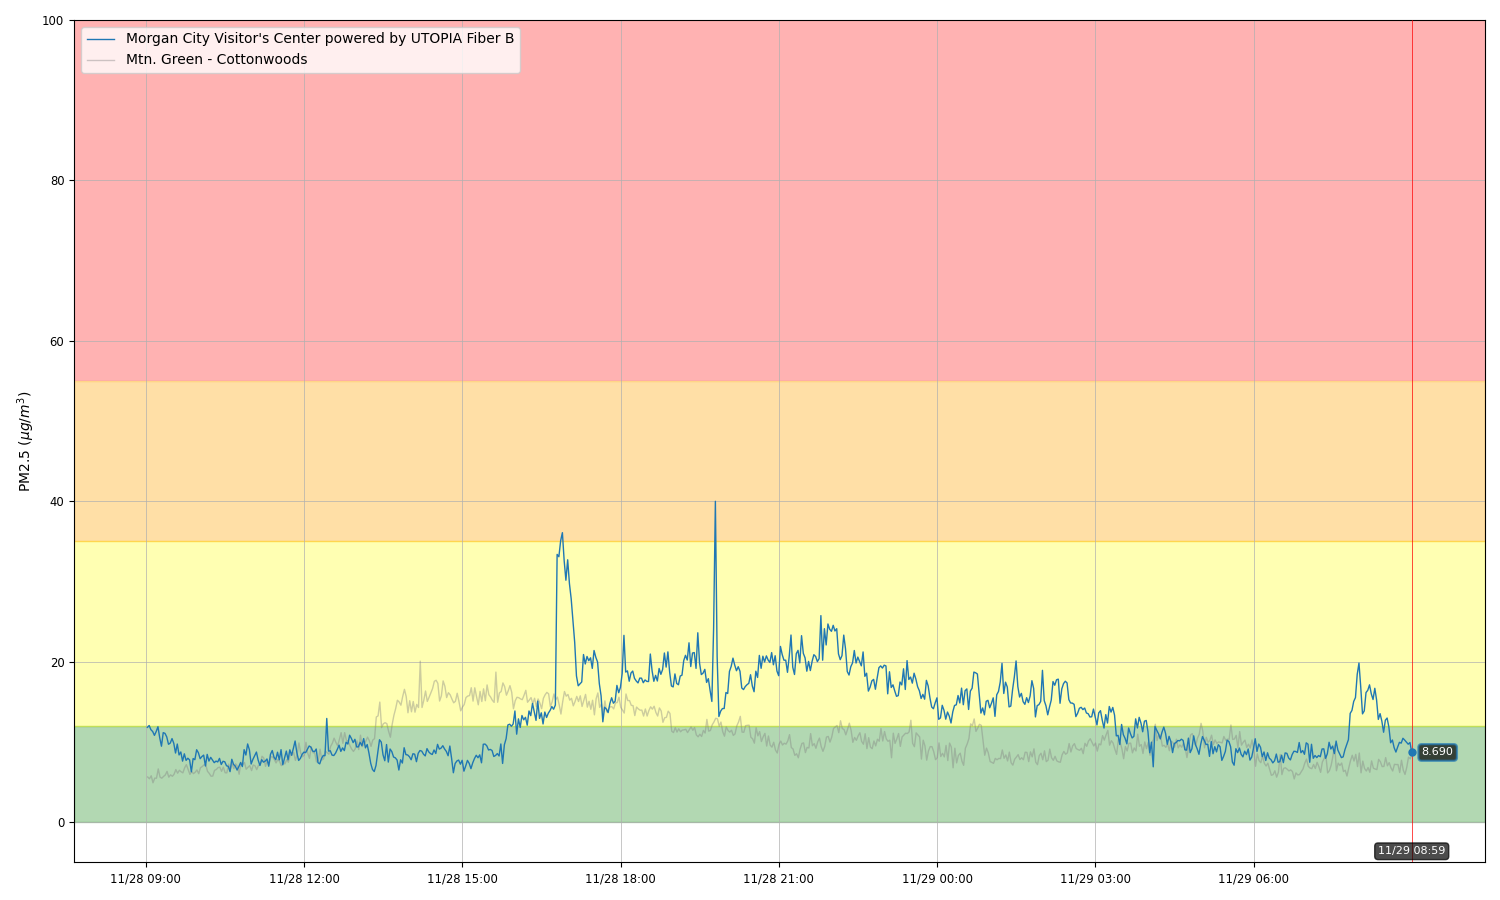 100
Morgan City Visitor's Center powered by UTOPIA Fiber B
Mtn. Green - Cottonwoods
80
60
PM2.5 (μg/m³)
40
20
8.690
0
11/29 08:59
11/28 09:00 11/28 12:00 11/28 15:00 11/28 18:00 11/28 21:00 11/29 00:00 11/29 03:00 11/29 06:00